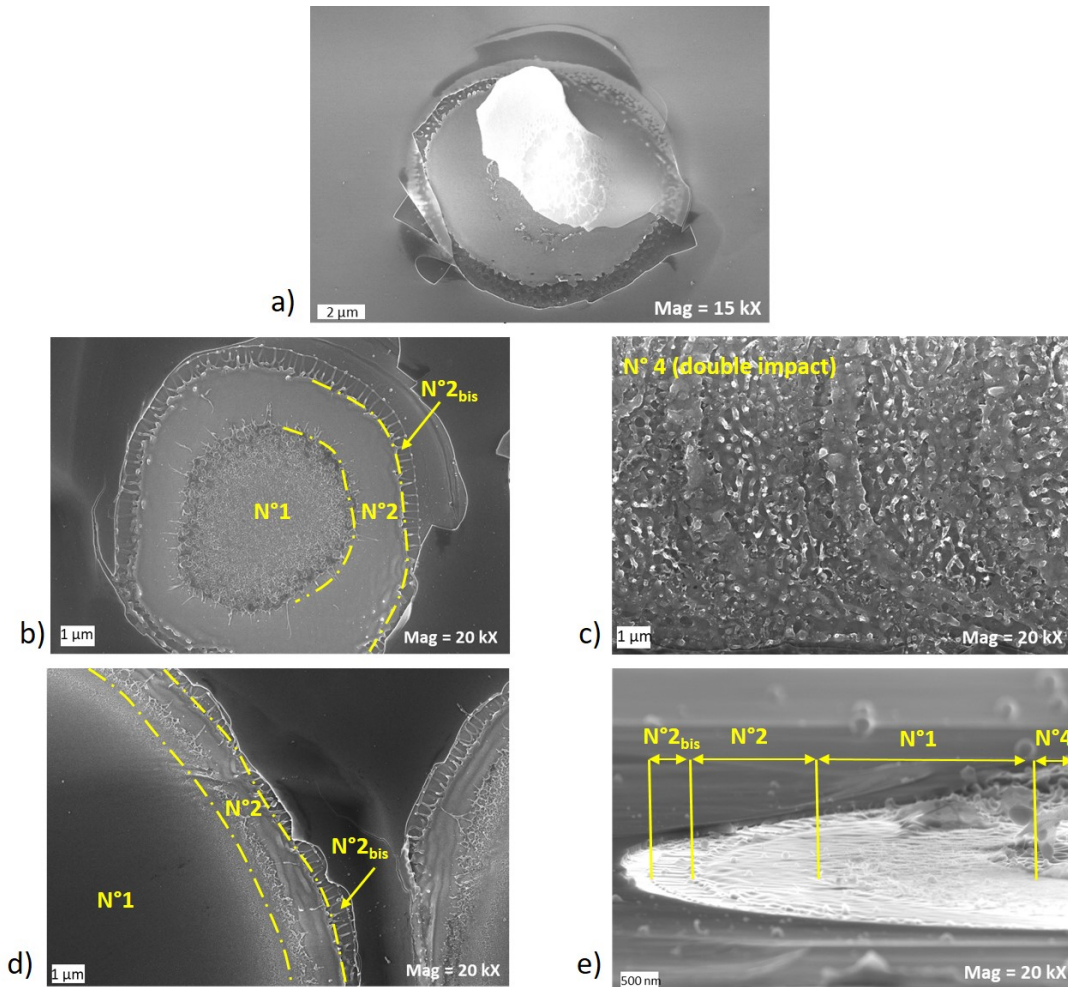 a)
2 µm
Mag = 15 kX
N°2bis
N°1
N°2
b)
1 µm
Mag = 20 kX
N° 4 (double impact)
c)
1 µm
Mag = 20 kX
N°2
N°2bis
N°1
d)
1 µm
Mag = 20 kX
N°2bis N°2 N°1 N°4
e)
500 nm
Mag = 20 kX